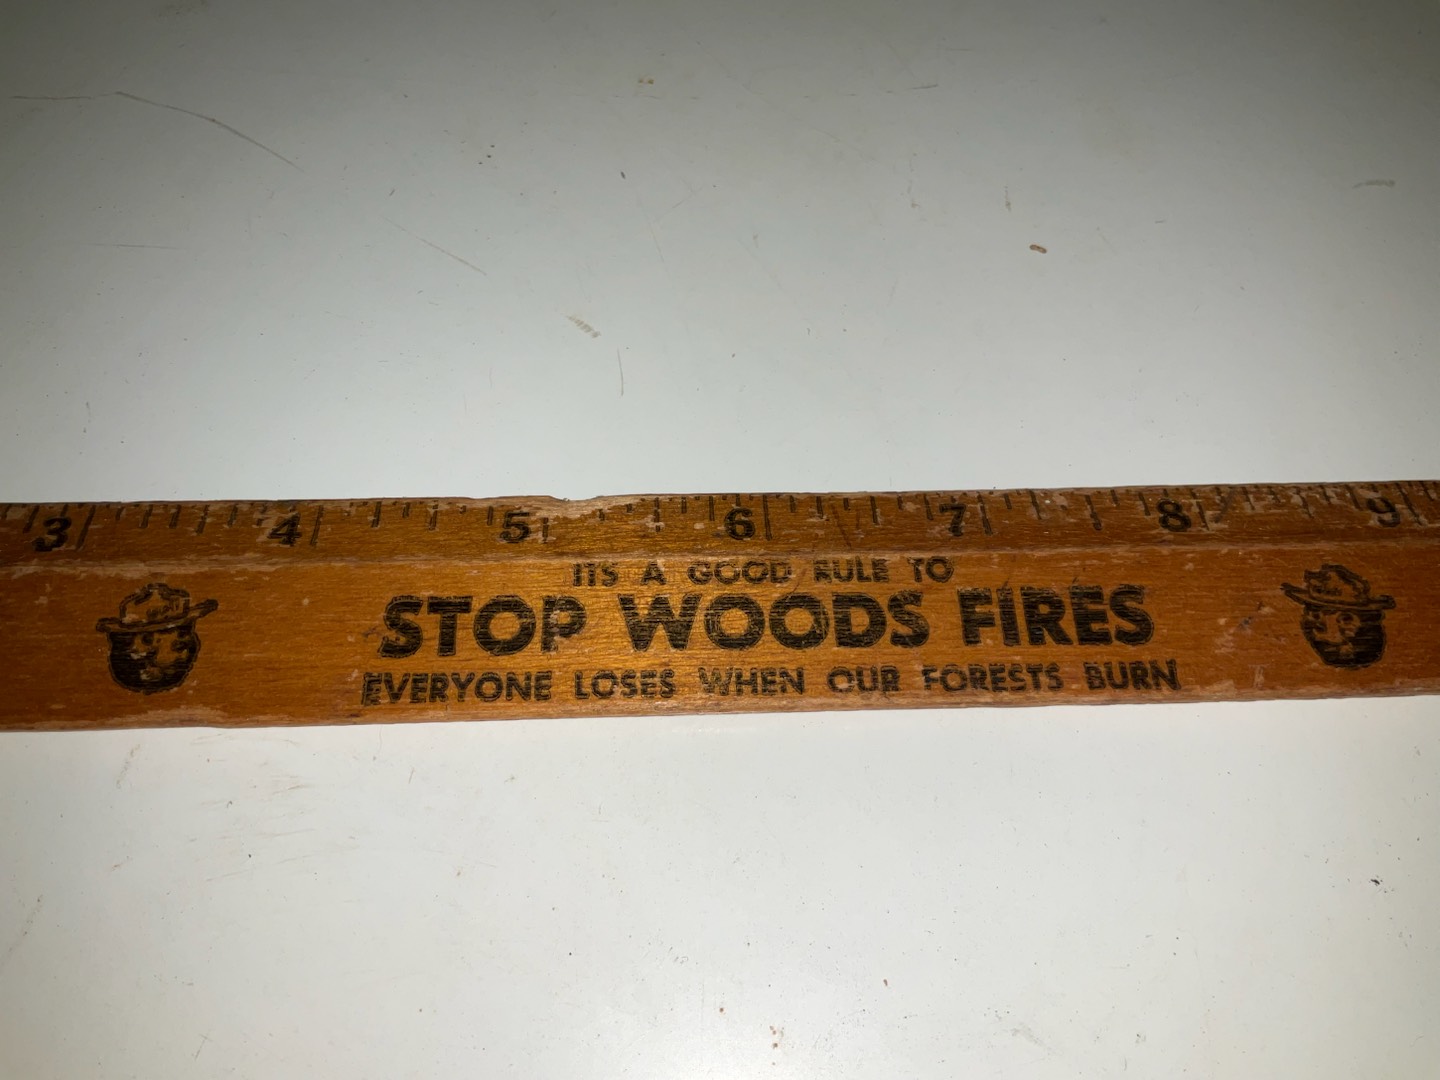 3 4 5 6 7 8 9
ITS A GOOD RULE TO
STOP WOODS FIRES
EVERYONE LOSES WHEN OUR FORESTS BURN